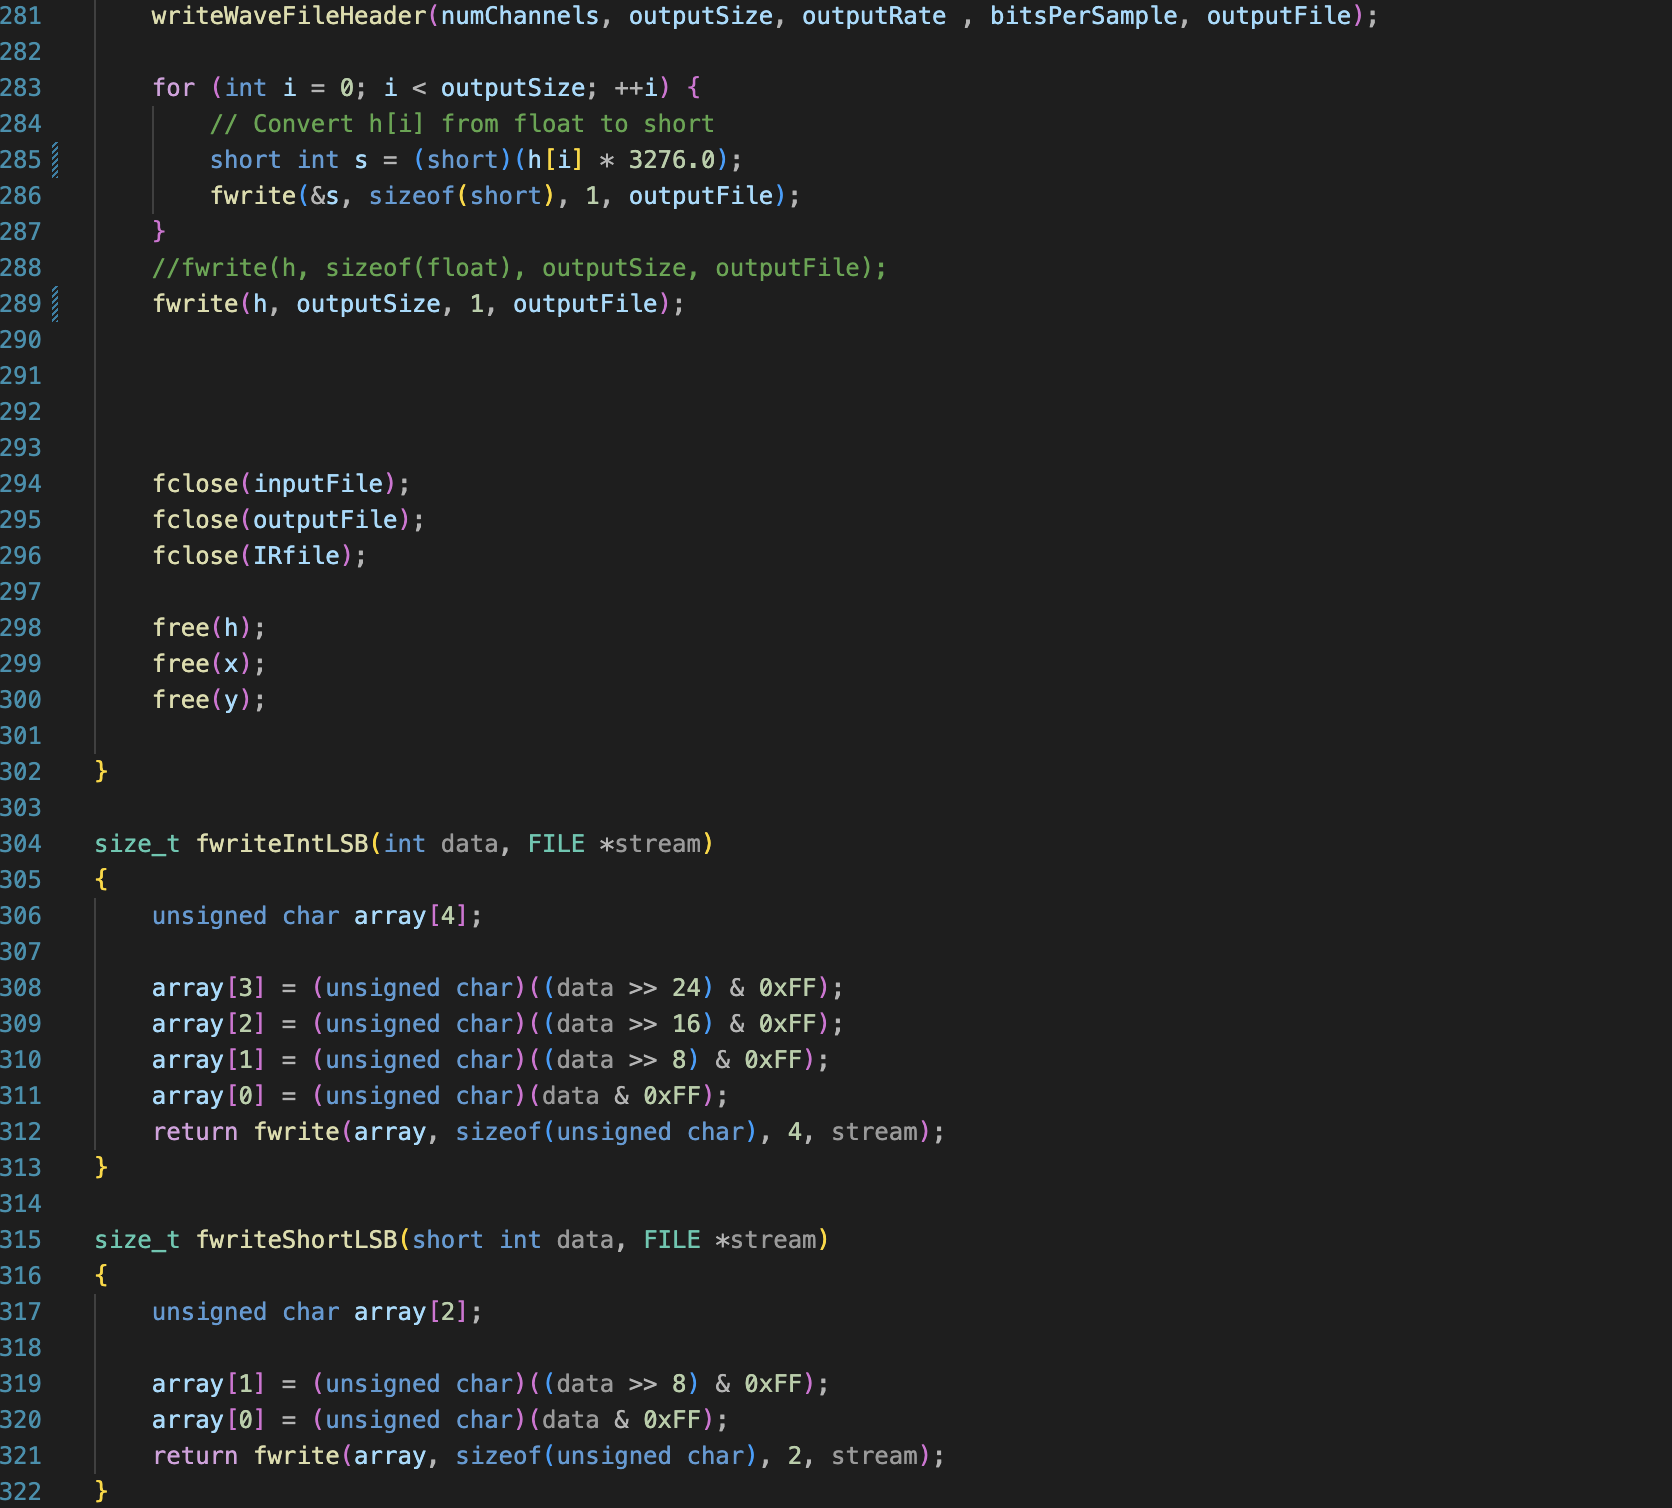 281 writeWaveFileHeader(numChannels, outputSize, outputRate , bitsPerSample, outputFile);
282
283 for (int i = 0; i < outputSize; ++i) {
284 // Convert h[i] from float to short
285 short int s = (short)(h[i] * 3276.0);
286 fwrite(&s, sizeof(short), 1, outputFile);
287 }
288 //fwrite(h, sizeof(float), outputSize, outputFile);
289 fwrite(h, outputSize, 1, outputFile);
290
291
292
293
294 fclose(inputFile);
295 fclose(outputFile);
296 fclose(IRfile);
297
298 free(h);
299 free(x);
300 free(y);
301
302 }
303
304 size_t fwriteIntLSB(int data, FILE *stream)
305 {
306 unsigned char array[4];
307
308 array[3] = (unsigned char)((data >> 24) & 0xFF);
309 array[2] = (unsigned char)((data >> 16) & 0xFF);
310 array[1] = (unsigned char)((data >> 8) & 0xFF);
311 array[0] = (unsigned char)(data & 0xFF);
312 return fwrite(array, sizeof(unsigned char), 4, stream);
313 }
314
315 size_t fwriteShortLSB(short int data, FILE *stream)
316 {
317 unsigned char array[2];
318
319 array[1] = (unsigned char)((data >> 8) & 0xFF);
320 array[0] = (unsigned char)(data & 0xFF);
321 return fwrite(array, sizeof(unsigned char), 2, stream);
322 }